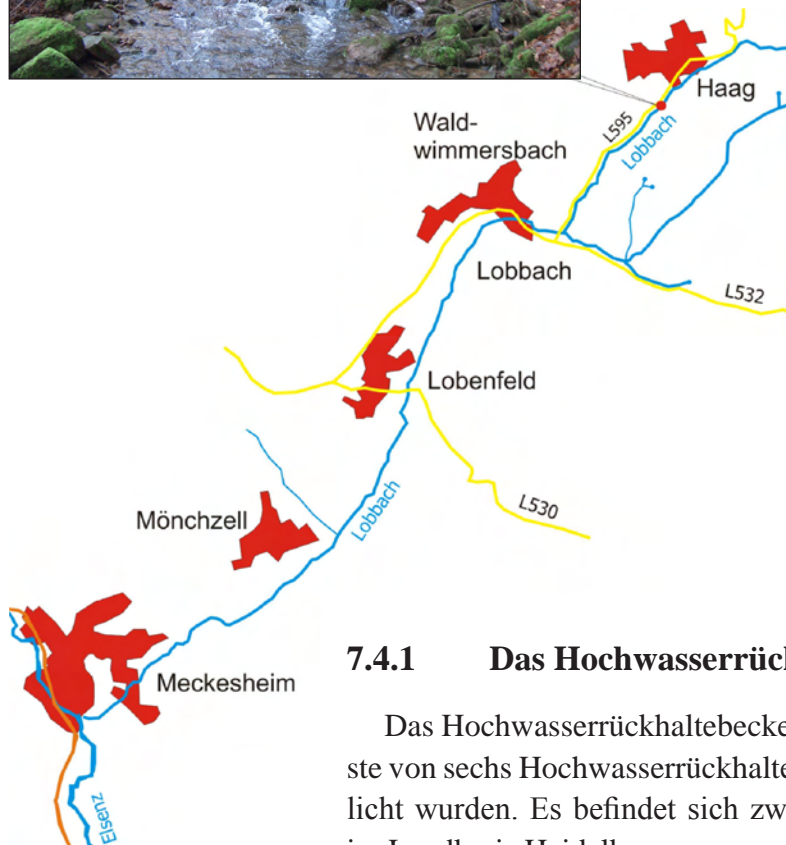 Haag
L595
Lobbach
Wald-
wimmersbach
Lobbach
L532
Lobenfeld
L530
Mönchzell
Lobbach
Meckesheim
Elsenz
7.4.1 Das Hochwasserrück
Das Hochwasserrückhaltebecke
ste von sechs Hochwasserrückhalte
licht wurden. Es befindet sich zw